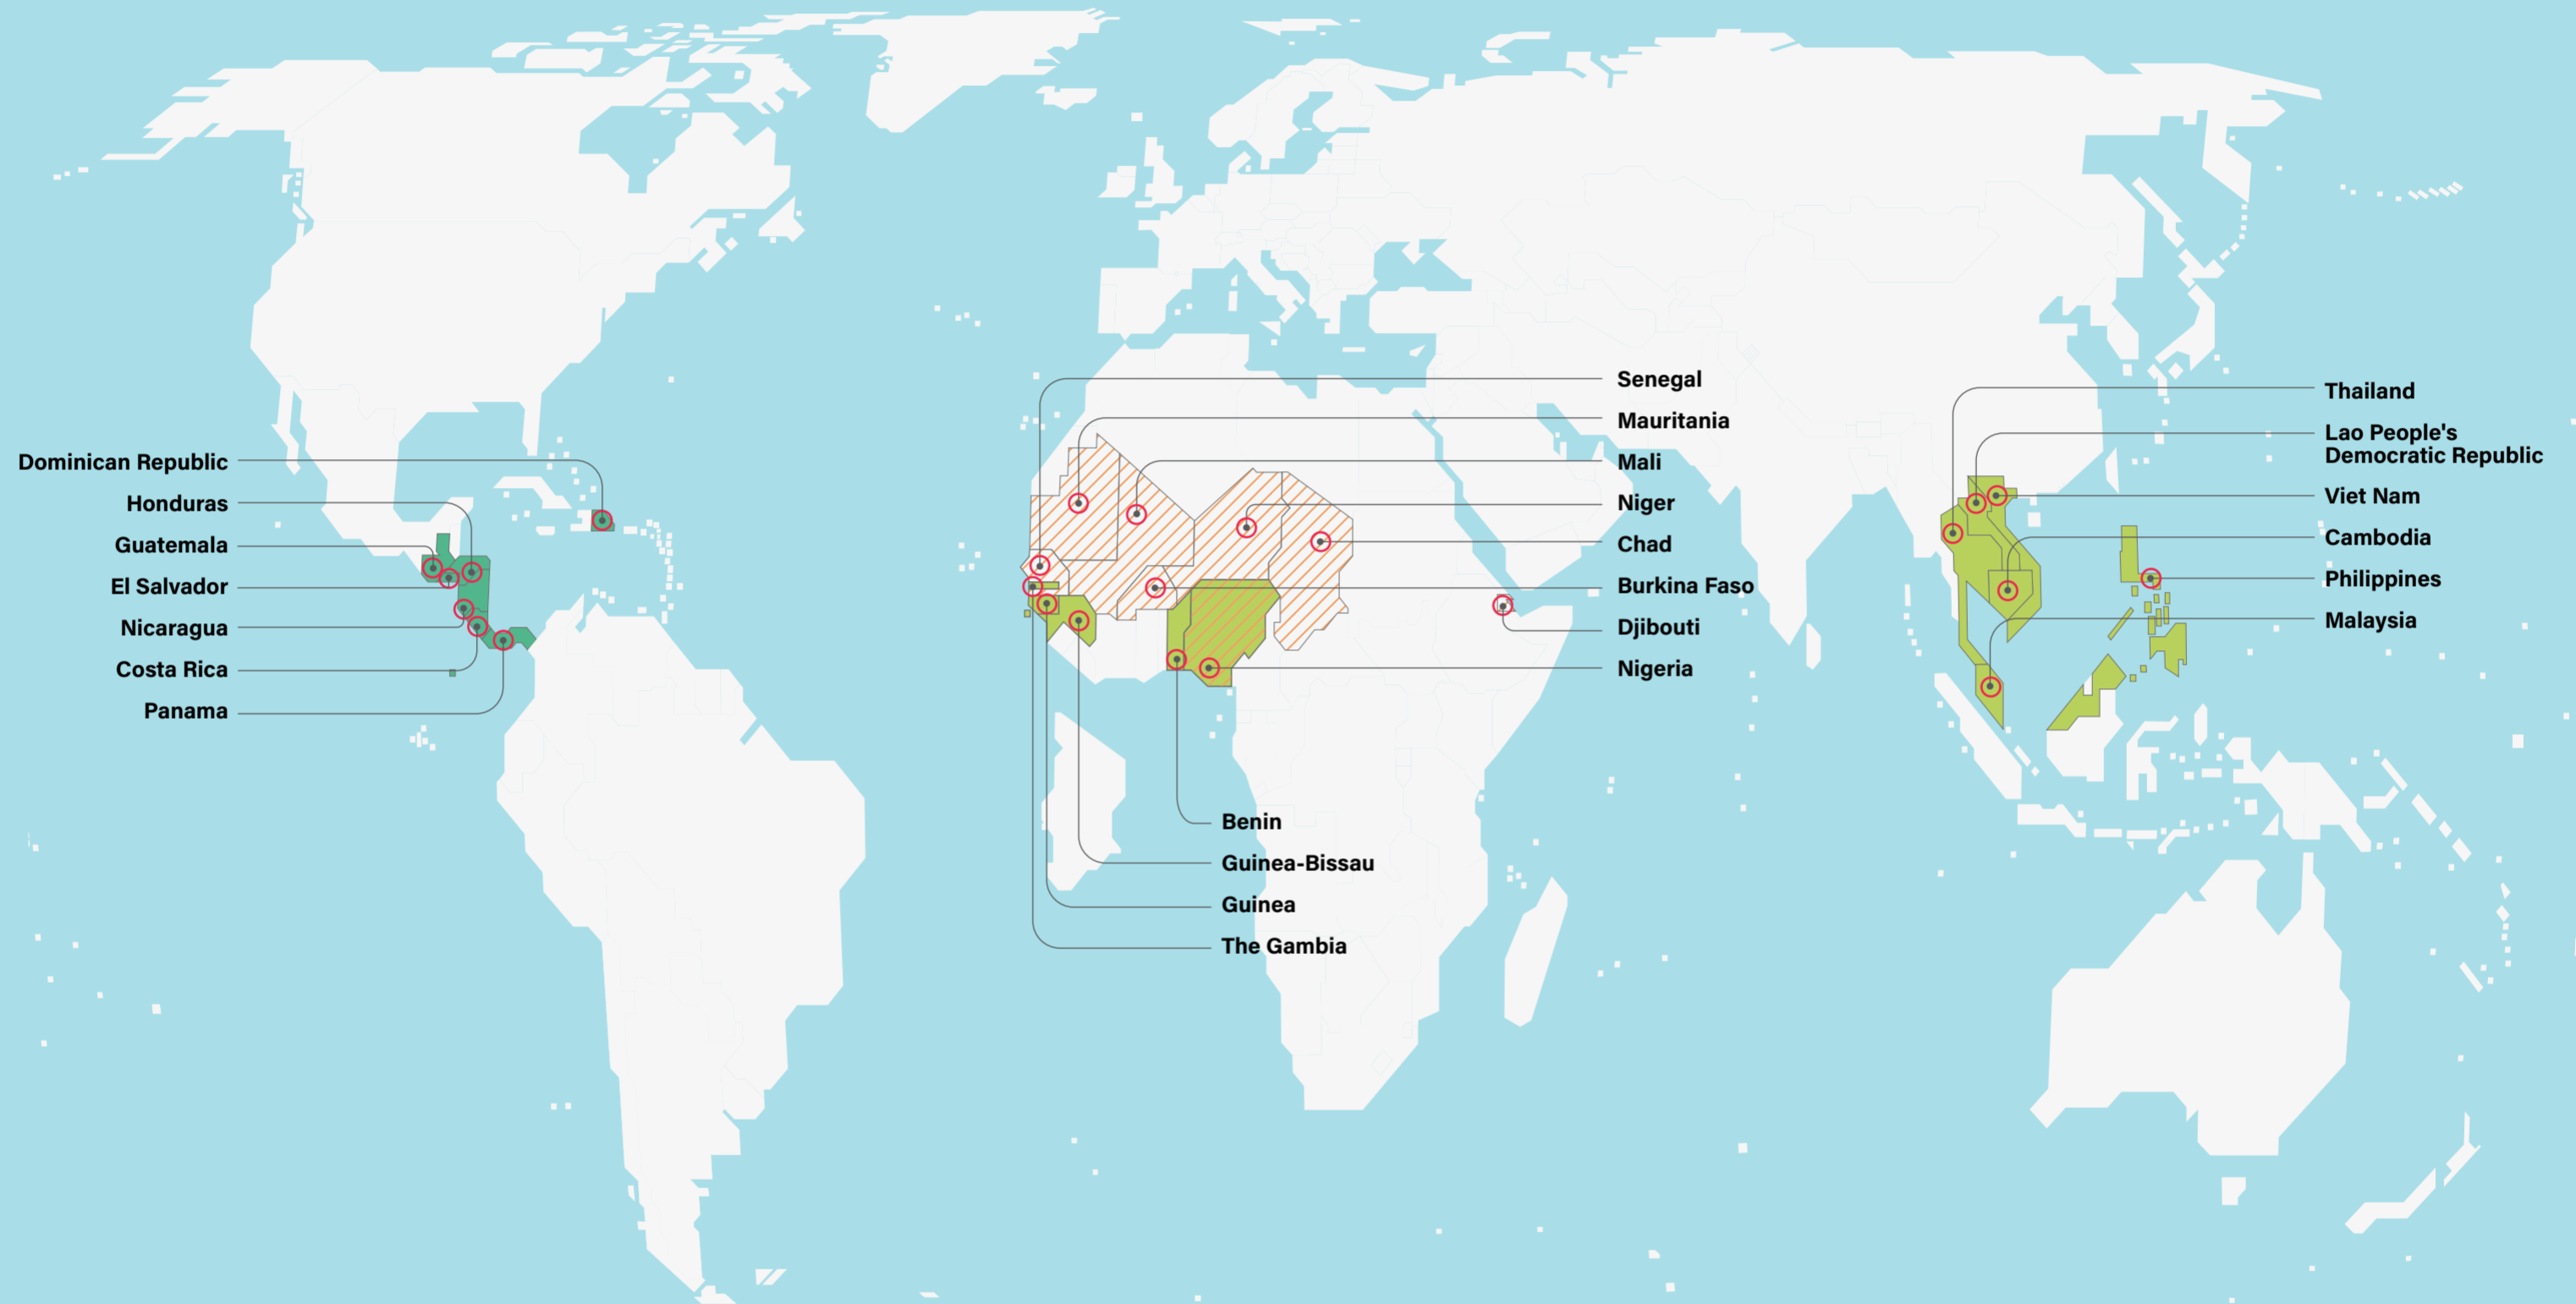 Dominican Republic
Honduras
Guatemala
El Salvador
Nicaragua
Costa Rica
Panama
Senegal
Mauritania
Mali
Niger
Chad
Burkina Faso
Djibouti
Nigeria
Benin
Guinea-Bissau
Guinea
The Gambia
Thailand
Lao People's
Democratic Republic
Viet Nam
Cambodia
Philippines
Malaysia